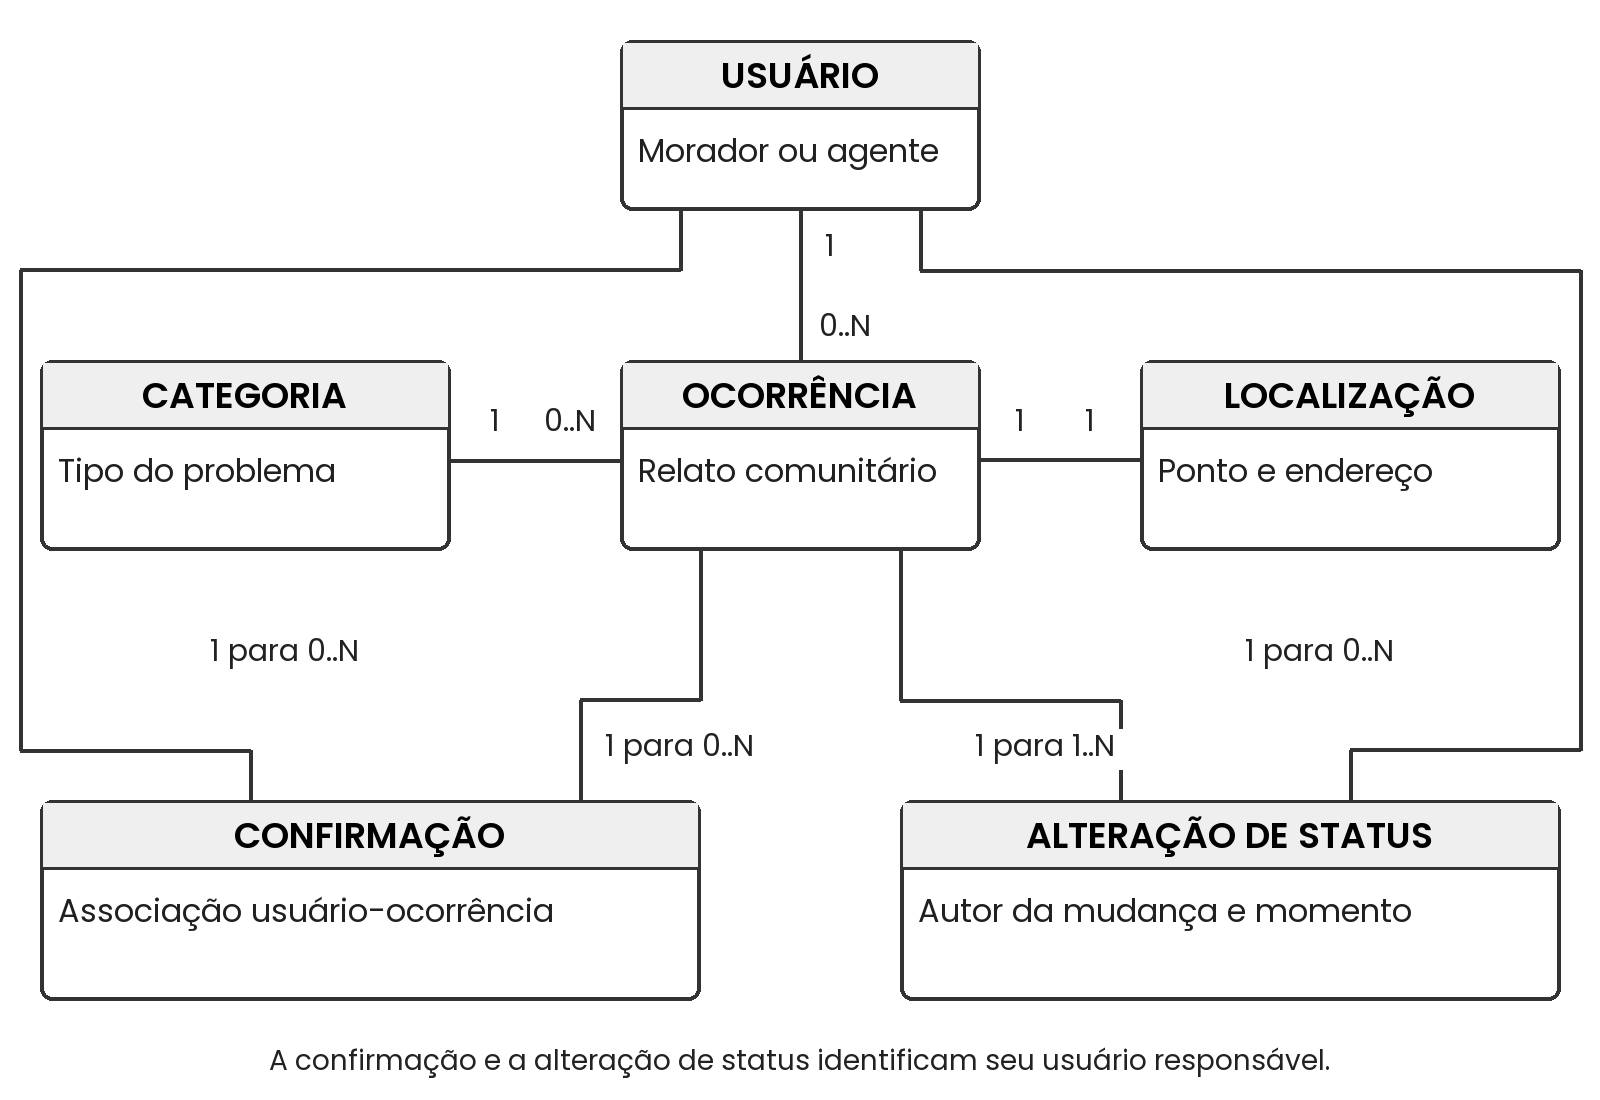 USUÁRIO
Morador ou agente
1
0..N
CATEGORIA
Tipo do problema
1 0..N
OCORRÊNCIA
Relato comunitário
1 1
LOCALIZAÇÃO
Ponto e endereço
1 para 0..N
1 para 0..N
1 para 0..N
1 para 1..N
CONFIRMAÇÃO
Associação usuário-ocorrência
ALTERAÇÃO DE STATUS
Autor da mudança e momento
A confirmação e a alteração de status identificam seu usuário responsável.